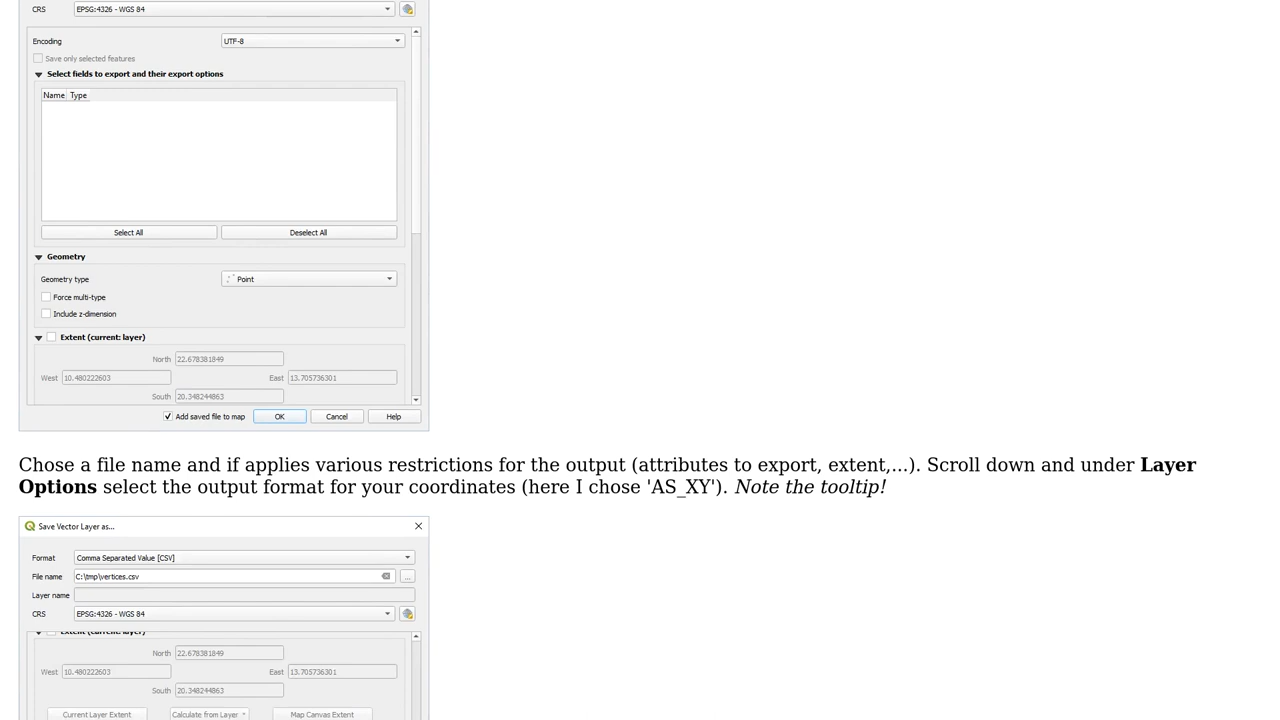 CRS EPSG:4326 - WGS 84
Encoding UTF-8
Save only selected features
Select fields to export and their export options
Name Type
Select All Deselect All
Geometry
Geometry type Point
Force multi-type
Include z-dimension
Extent (current: layer)
North 22.678381849
West 10.480222603 East 13.705736301
South 20.348244863
Add saved file to map OK Cancel Help
Chose a file name and if applies various restrictions for the output (attributes to export, extent,...). Scroll down and under Layer
Options select the output format for your coordinates (here I chose 'AS_XY'). Note the tooltip!
Save Vector Layer as...
Format Comma Separated Value [CSV]
File name C:\tmp\vertices.csv ...
Layer name
CRS EPSG:4326 - WGS 84
Extent (current: layer)
North 22.678381849
West 10.480222603 East 13.705736301
South 20.348244863
Current Layer Extent Calculate from Layer Map Canvas Extent